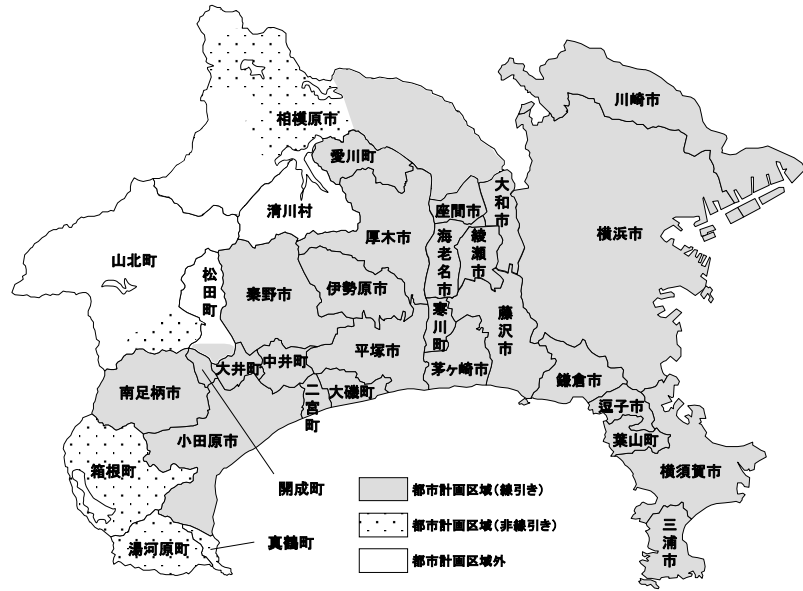 川崎市
相模原市
愛川町
大和市
座間市
清川村
厚木市
海老名市
綾瀬市
横浜市
山北町
松田町
秦野市
伊勢原市
寒川町
藤沢市
平塚市
大井町
中井町
茅ヶ崎市
鎌倉市
南足柄市
二宮町
大磯町
逗子市
小田原市
葉山町
箱根町
横須賀市
開成町
都市計画区域(線引き)
真鶴町
都市計画区域(非線引き)
三浦市
湯河原町
都市計画区域外